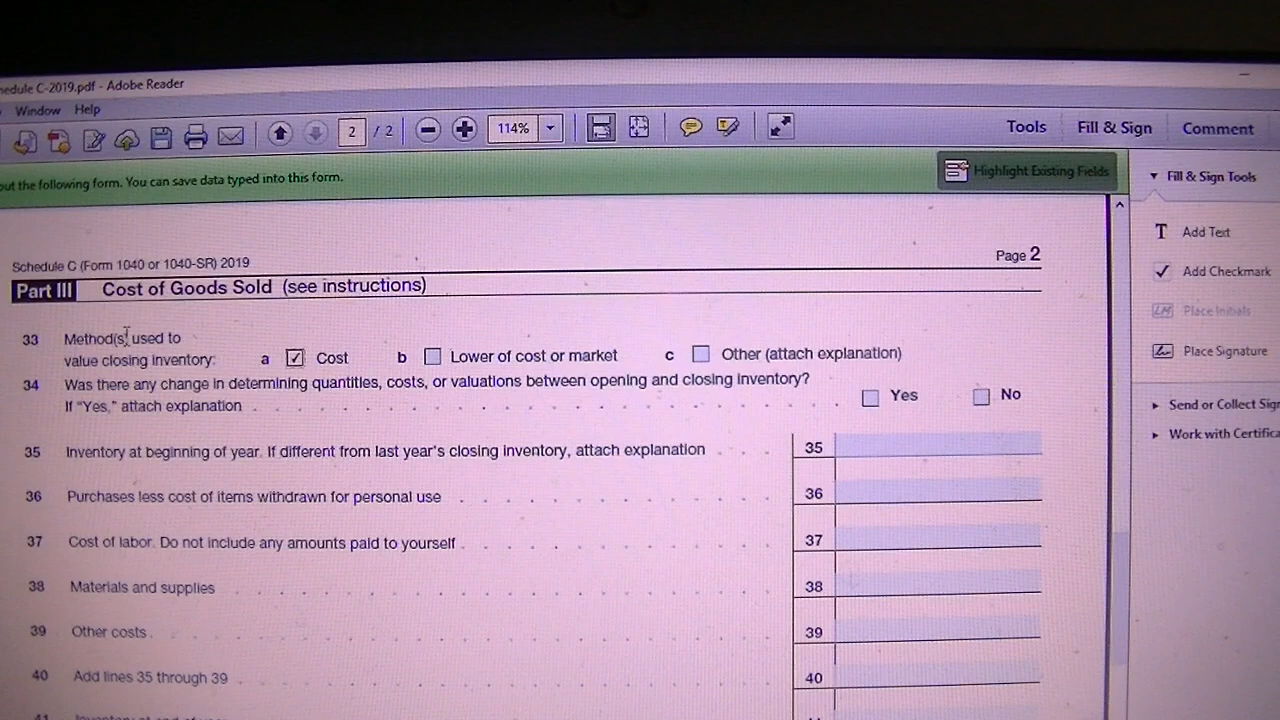 hedule C-2019.pdf - Adobe Reader
Window Help
2 / 2 114% Tools Fill & Sign Comment
out the following form. You can save data typed into this form. Highlight Existing Fields
Fill & Sign Tools
T Add Text
Add Checkmark
LM Place Initials
Place Signature
Send or Collect Sign
Work with Certifica
Schedule C (Form 1040 or 1040-SR) 2019 Page 2
Part III Cost of Goods Sold (see instructions)
33 Method(s) used to
value closing inventory: a Cost b Lower of cost or market c Other (attach explanation)
34 Was there any change in determining quantities, costs, or valuations between opening and closing inventory?
If "Yes," attach explanation . . . . . . . . . . . . . . . . . . . . Yes No
35 Inventory at beginning of year. If different from last year's closing inventory, attach explanation . . . 35
36 Purchases less cost of items withdrawn for personal use . . . . . . . . . . . . . 36
37 Cost of labor. Do not include any amounts paid to yourself . . . . . . . . . . . . . 37
38 Materials and supplies . . . . . . . . . . . . . . . . . . . 38
39 Other costs . . . . . . . . . . . . . . . . . . . . . 39
40 Add lines 35 through 39 . . . . . . . . . . . . . . . . . . . 40